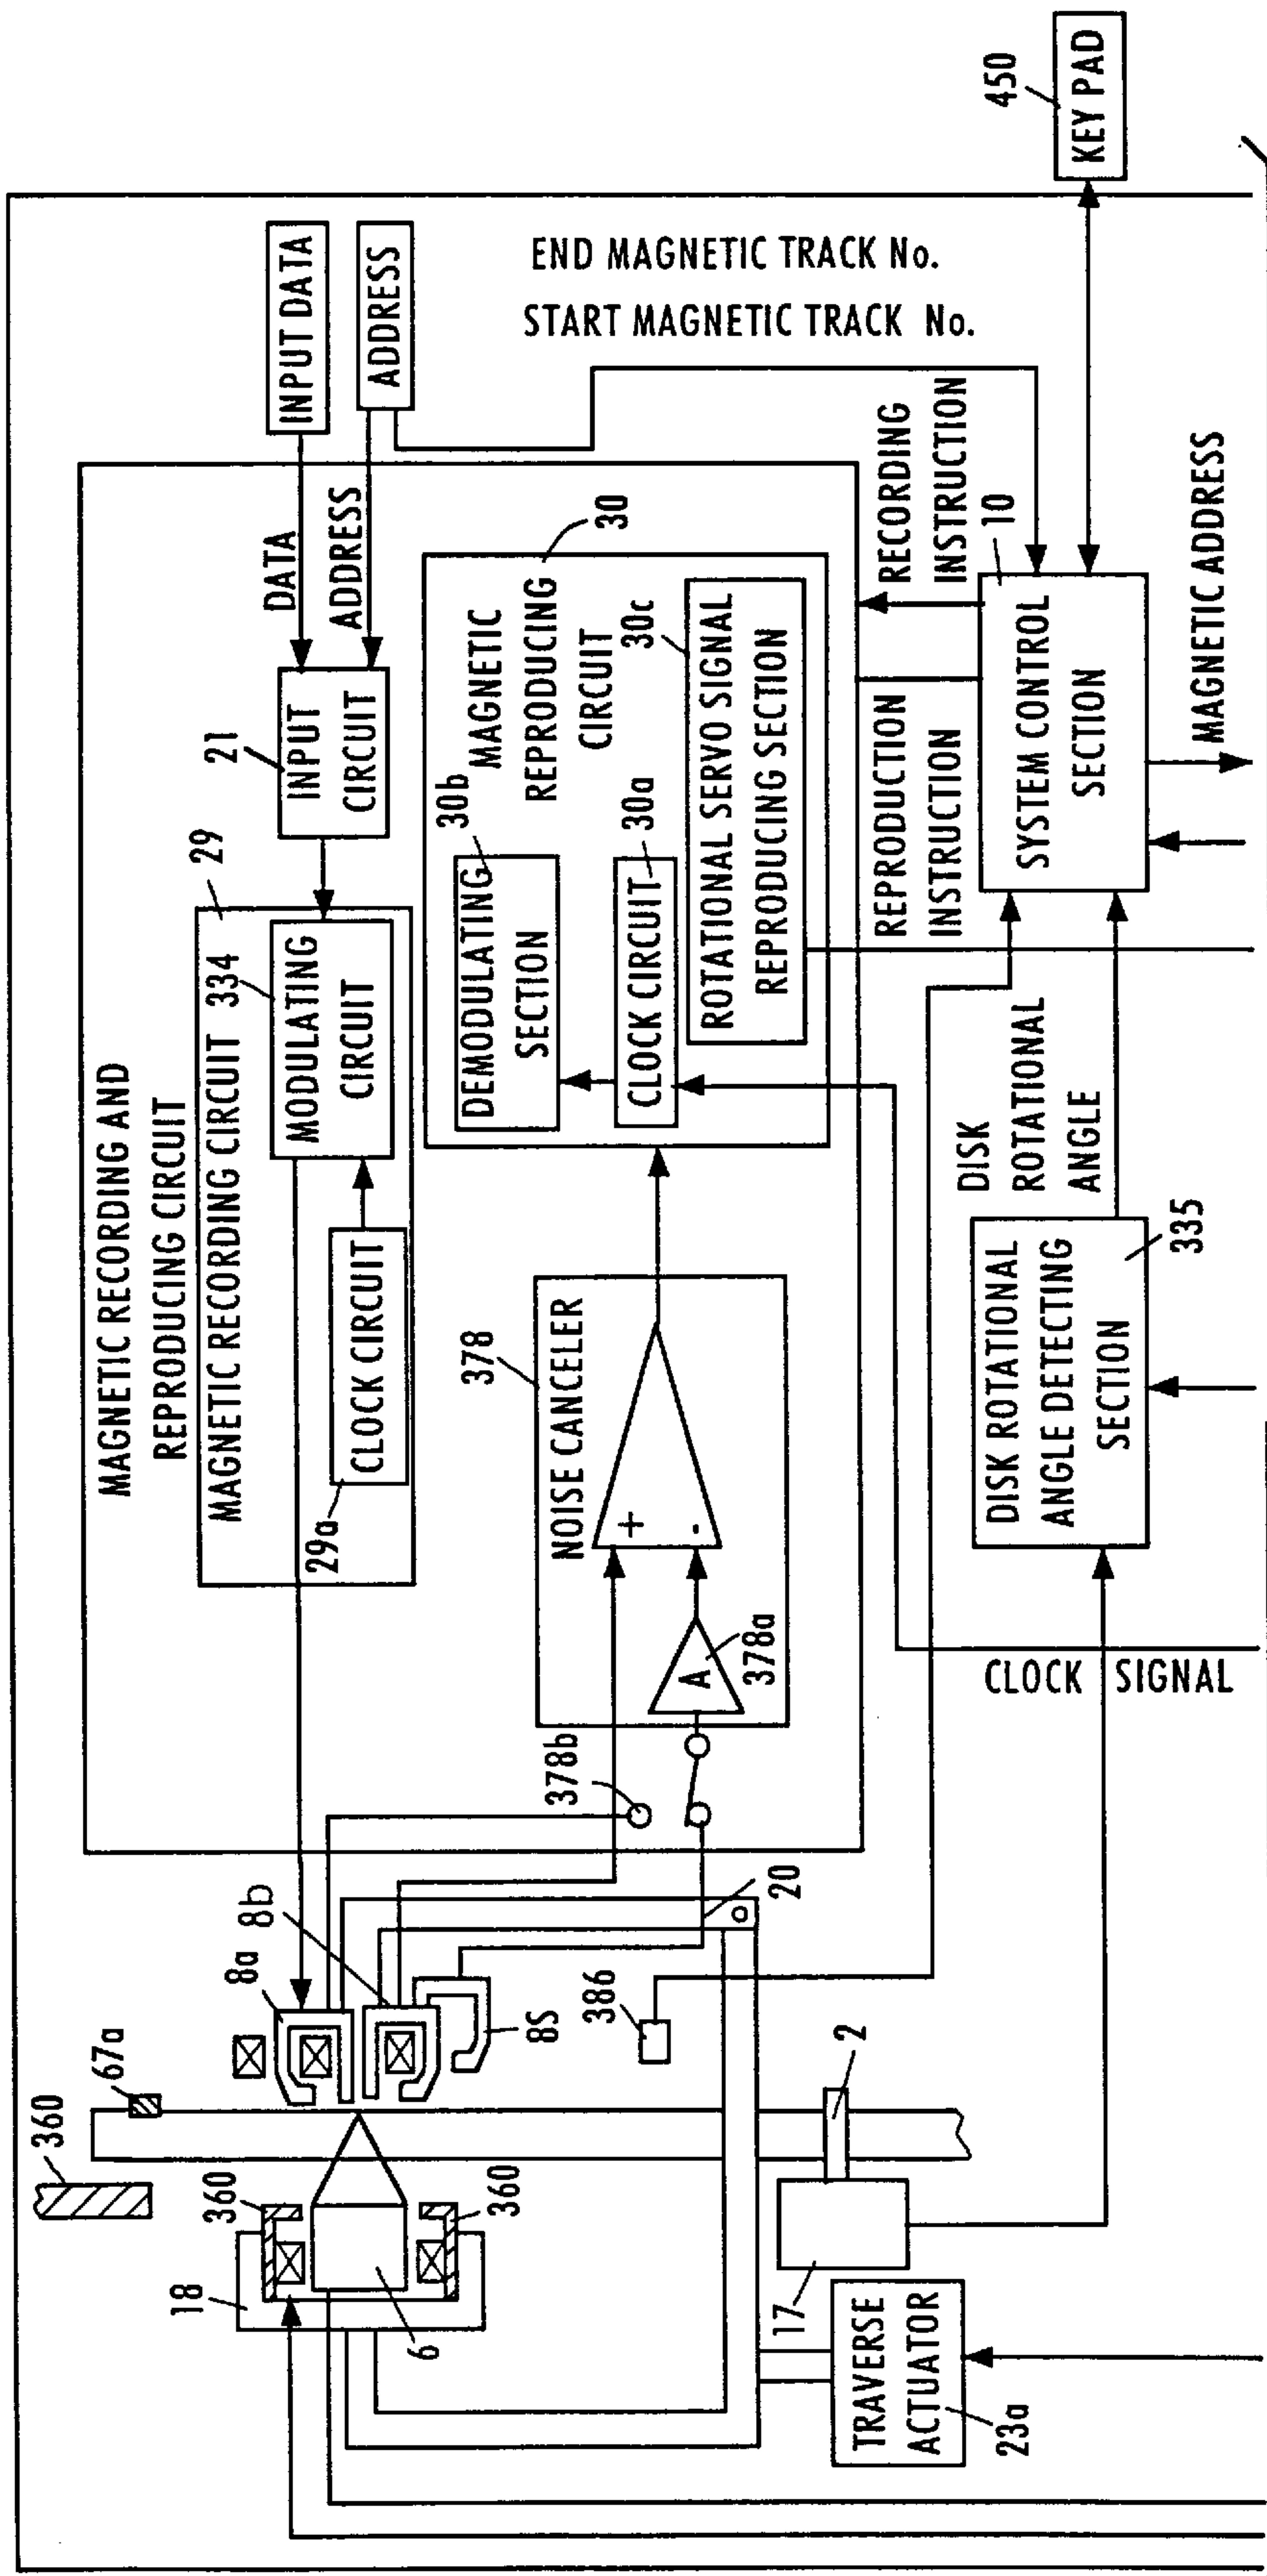 MAGNETIC RECORDING AND
REPRODUCING CIRCUIT
MAGNETIC RECORDING CIRCUIT
334
29
MODULATING
CIRCUIT
CLOCK CIRCUIT
29a
21
INPUT
CIRCUIT
DATA
ADDRESS
INPUT DATA
ADDRESS
END MAGNETIC TRACK No.
START MAGNETIC TRACK No.
450
KEY PAD
MAGNETIC
REPRODUCING
CIRCUIT
30
30b
DEMODULATING
SECTION
30a
CLOCK CIRCUIT
30c
ROTATIONAL SERVO SIGNAL
REPRODUCING SECTION
378
NOISE CANCELER
+
-
A
378a
378b
67a
360
360
360
18
6
8a
8b
8S
20
386
2
17
TRAVERSE
ACTUATOR
23a
DISK ROTATIONAL
ANGLE DETECTING
SECTION
335
DISK
ROTATIONAL
ANGLE
CLOCK SIGNAL
REPRODUCTION
INSTRUCTION
RECORDING
INSTRUCTION
10
SYSTEM CONTROL
SECTION
MAGNETIC ADDRESS